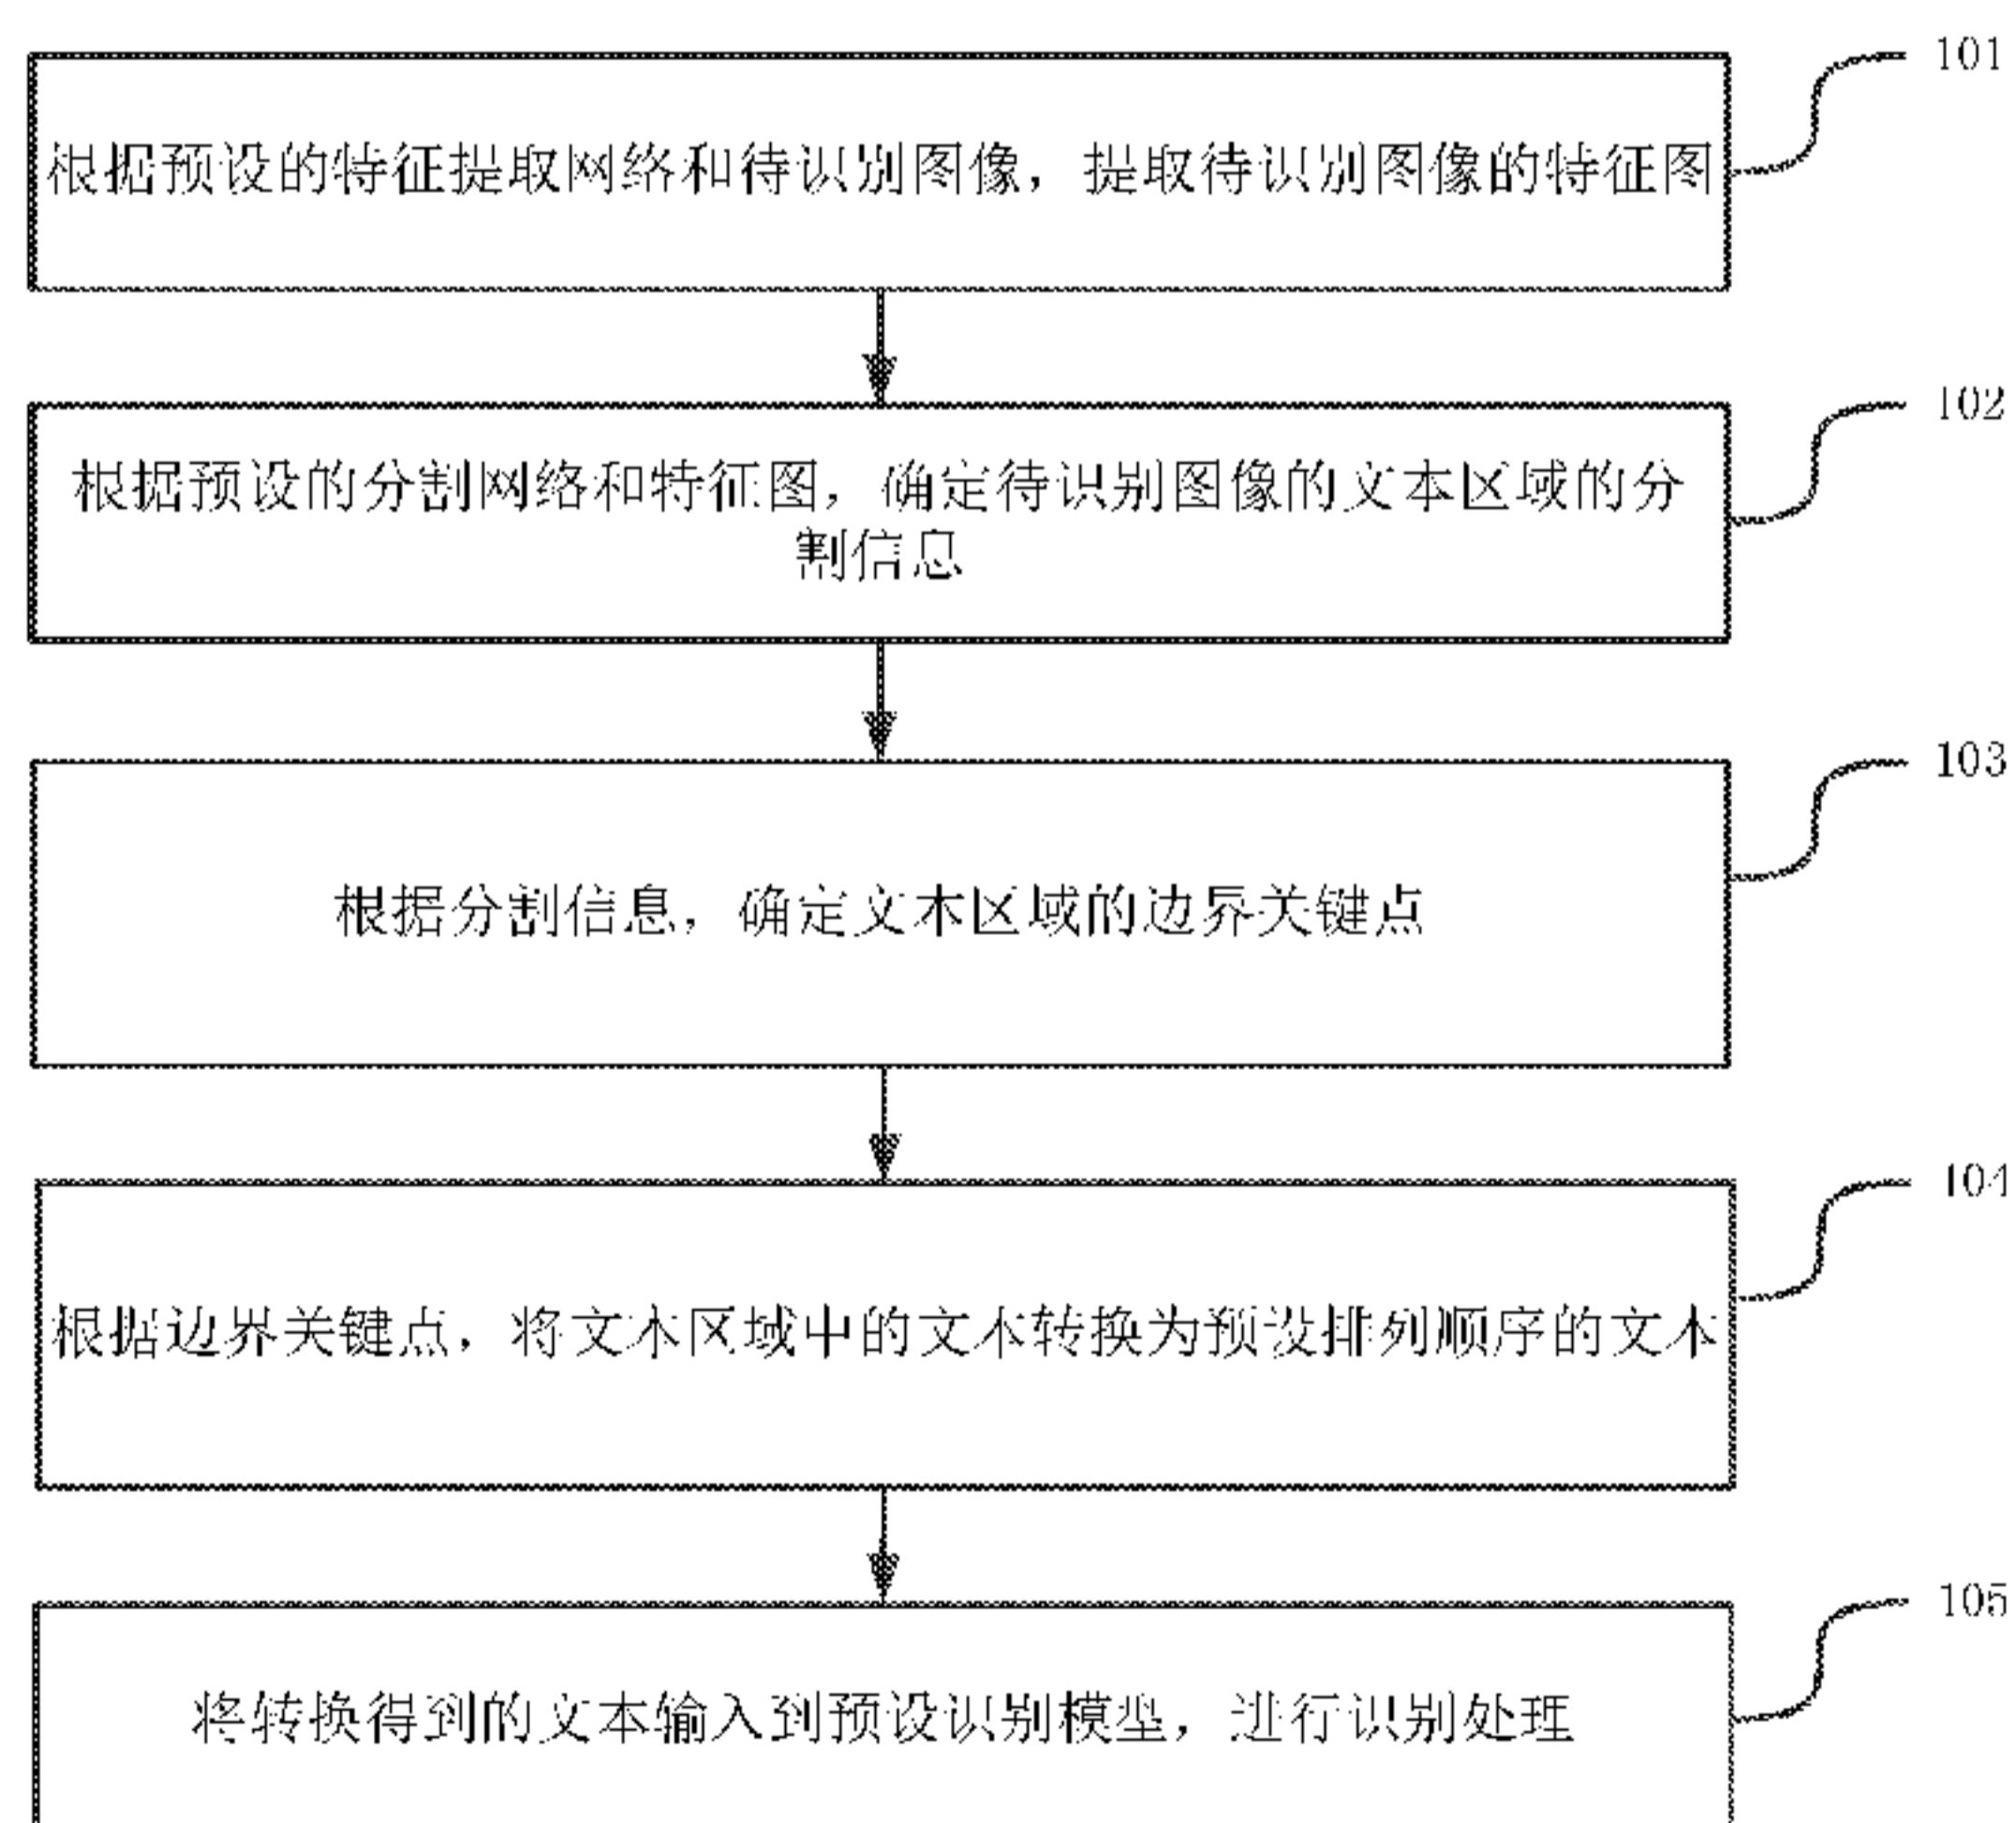 101
根据预设的特征提取网络和待识别图像，提取待识别图像的特征图
102
根据预设的分割网络和特征图，确定待识别图像的文本区域的分
割信息
103
根据分割信息，确定文本区域的边界关键点
104
根据边界关键点，将文本区域中的文本转换为预设排列顺序的文本
105
将转换得到的文本输入到预设识别模型，进行识别处理